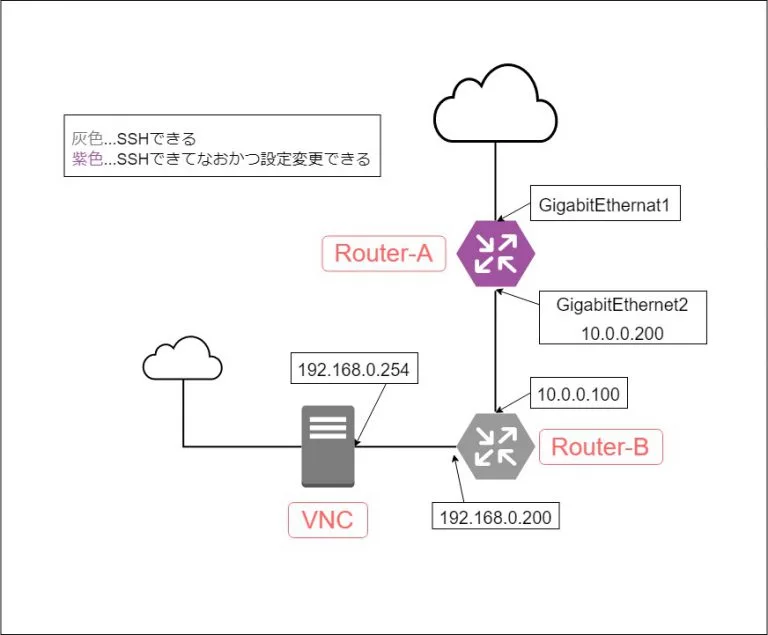 灰色...SSHできる
紫色...SSHできてなおかつ設定変更できる
GigabitEthernat1
Router-A
GigabitEthernet2
10.0.0.200
192.168.0.254
10.0.0.100
Router-B
VNC
192.168.0.200